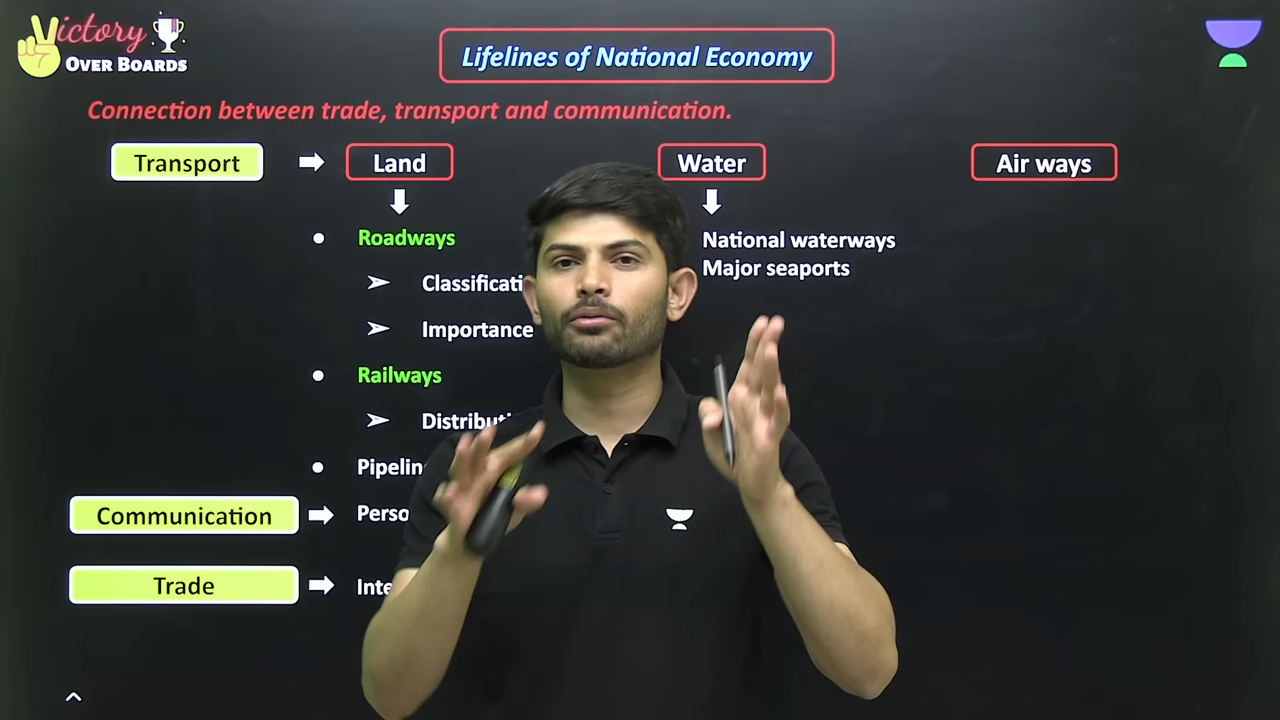 Victory
OVER BOARDS
Lifelines of National Economy
Connection between trade, transport and communication.
Transport
Land
Water
Air ways
Roadways
National waterways
Major seaports
Importance
Railways
Communication
Trade